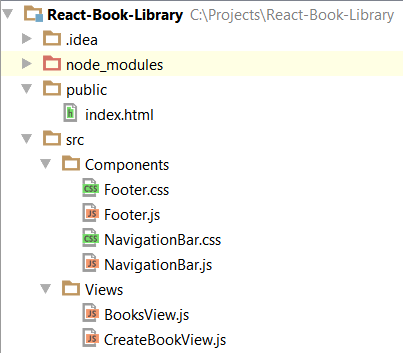 React-Book-Library C:\Projects\React-Book-Library
.idea
node_modules
public
index.html
src
Components
CSS Footer.css
JS Footer.js
CSS NavigationBar.css
JS NavigationBar.js
Views
JS BooksView.js
JS CreateBookView.js